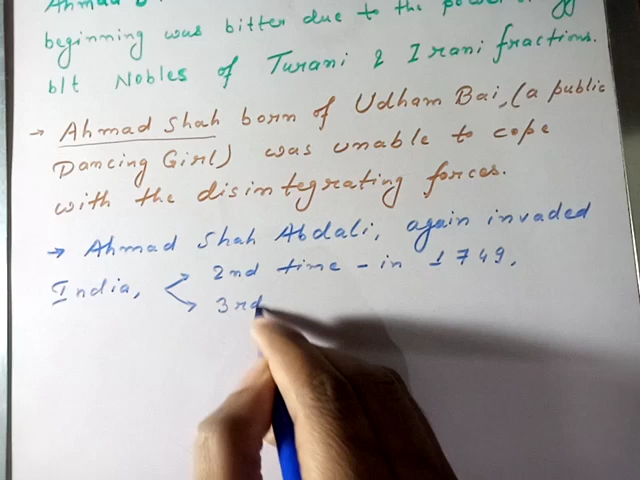 Ahmad
beginning was bitter due to the power
b/t Nobles of Turani & Irani fractions.
→ Ahmad Shah born of Udham Bai, (a public
Dancing Girl) was unable to cope
with the disintegrating forces.
→ Ahmad Shah Abdali, again invaded
India, → 2nd time - in 1749,
→ 3rd